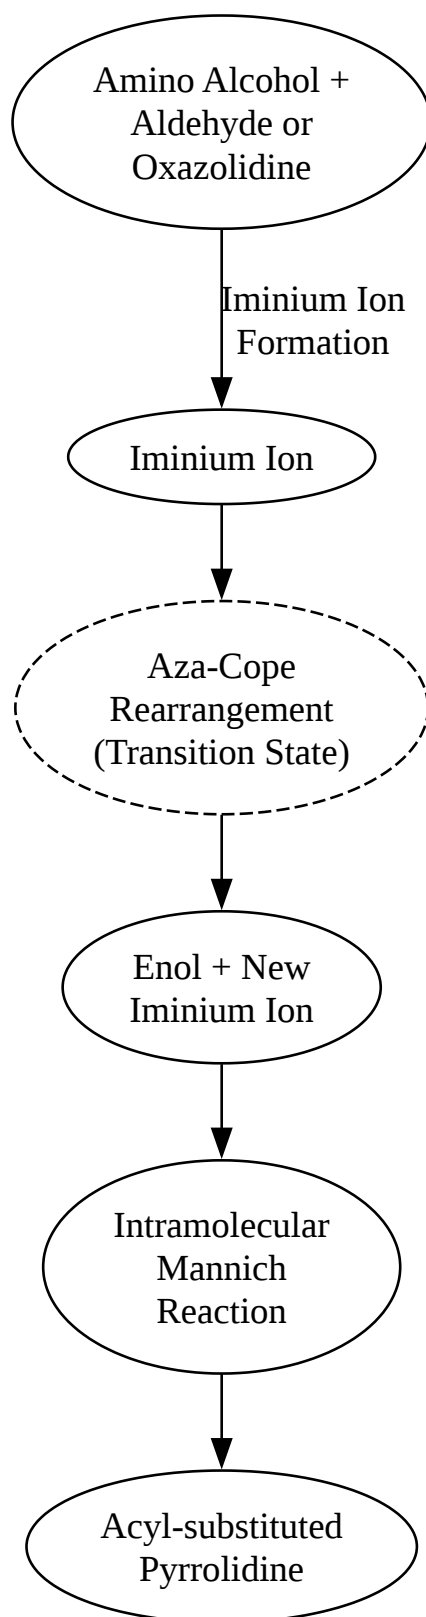 Amino Alcohol +
Aldehyde or
Oxazolidine
Iminium Ion
Formation
Iminium Ion
Aza-Cope
Rearrangement
(Transition State)
Enol + New
Iminium Ion
Intramolecular
Mannich
Reaction
Acyl-substituted
Pyrrolidine